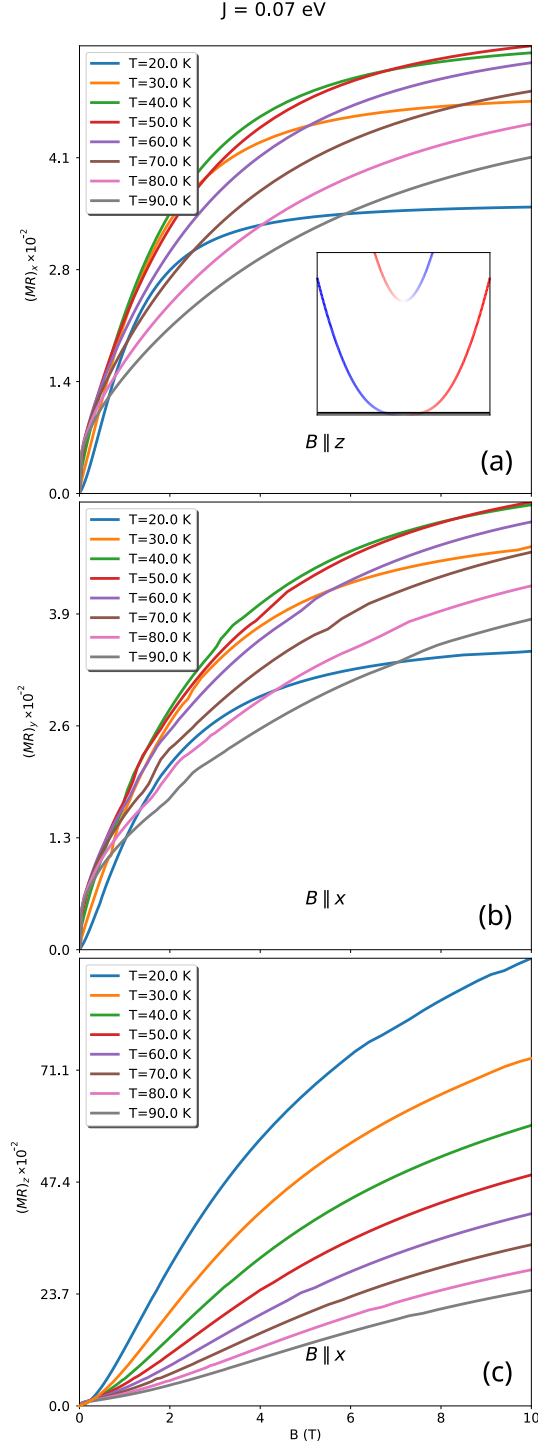 J = 0.07 eV
T=20.0 K
T=30.0 K
T=40.0 K
T=50.0 K
T=60.0 K
T=70.0 K
T=80.0 K
T=90.0 K
4.1
2.8
1.4
0.0
(MR)x ×10⁻²
B ∥ z
(a)
T=20.0 K
T=30.0 K
T=40.0 K
T=50.0 K
T=60.0 K
T=70.0 K
T=80.0 K
T=90.0 K
3.9
2.6
1.3
0.0
(MR)y ×10⁻²
B ∥ x
(b)
T=20.0 K
T=30.0 K
T=40.0 K
T=50.0 K
T=60.0 K
T=70.0 K
T=80.0 K
T=90.0 K
71.1
47.4
23.7
0.0
(MR)z ×10⁻²
B ∥ x
(c)
0 2 4 6 8 10
B (T)